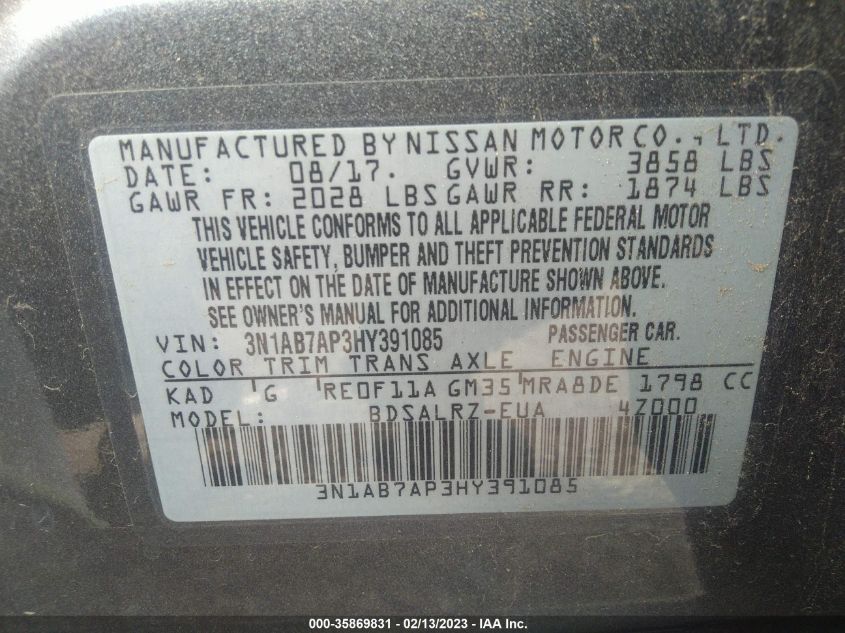 MANUFACTURED BY NISSAN MOTOR CO., LTD.
DATE: 08/17. GVWR: 3858 LBS
GAWR FR: 2028 LBS GAWR RR: 1874 LBS
THIS VEHICLE CONFORMS TO ALL APPLICABLE FEDERAL MOTOR
VEHICLE SAFETY, BUMPER AND THEFT PREVENTION STANDARDS
IN EFFECT ON THE DATE OF MANUFACTURE SHOWN ABOVE.
SEE OWNER'S MANUAL FOR ADDITIONAL INFORMATION.
VIN: 3N1AB7AP3HY391085 PASSENGER CAR.
COLOR TRIM TRANS AXLE ENGINE
KAD G RE0F11A GM35 MRA8DE 1798 CC
MODEL: BDSALRZ-EUA 4Z000
3N1AB7AP3HY391085
000-35869831 - 02/13/2023 - IAA Inc.